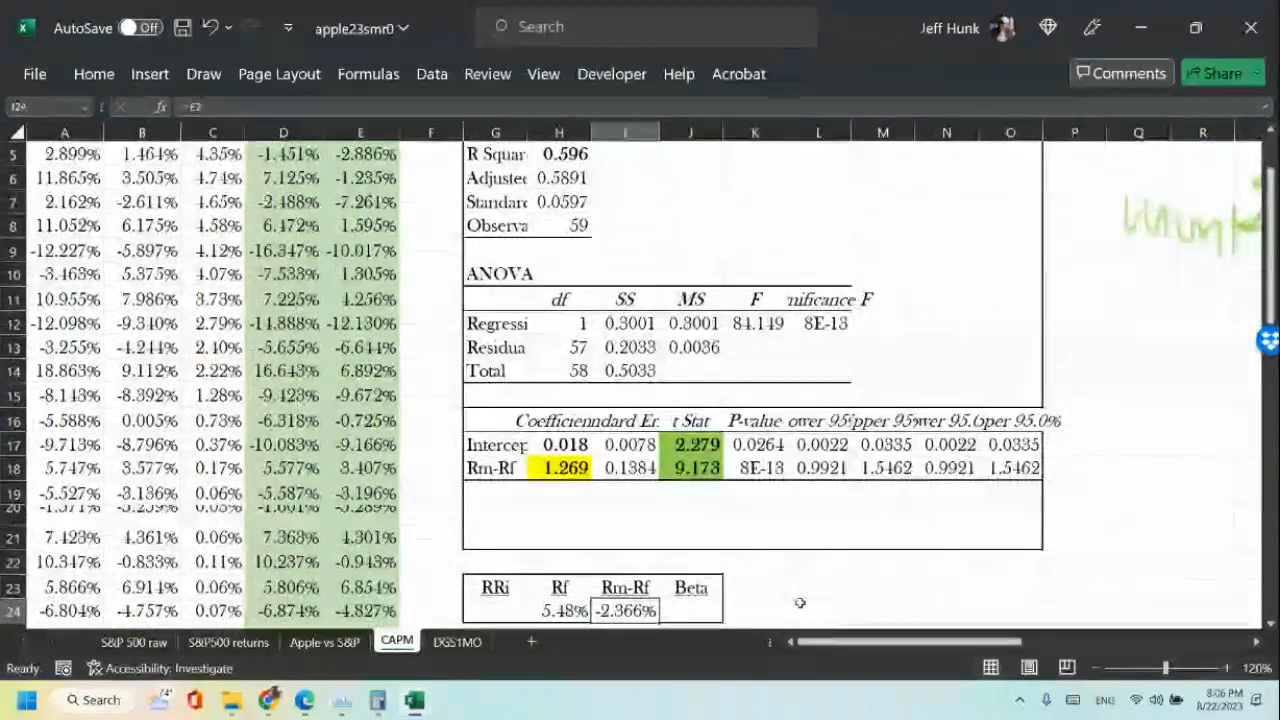 AutoSave Off apple23smr0 Search Jeff Hunk
File Home Insert Draw Page Layout Formulas Data Review View Developer Help Acrobat Comments Share
I24 fx =E2
A B C D E F G H I J K L M N O P Q R
5 2.899% 1.464% 4.35% -1.451% -2.886% R Squar 0.596
6 11.865% 3.505% 4.74% 7.125% -1.235% Adjusted 0.5891
7 2.162% -2.611% 4.65% -2.488% -7.261% Standard 0.0597
8 11.052% 6.175% 4.58% 6.472% 1.595% Observa 59
9 -12.227% -5.897% 4.12% -16.347% -10.017%
10 -3.463% 5.375% 4.07% -7.533% 1.305% ANOVA
11 10.955% 7.986% 3.73% 7.225% 4.256% df SS MS F nificance F
12 -12.098% -9.340% 2.79% -14.888% -12.130% Regressi 1 0.3001 0.3001 84.149 8E-13
13 -3.255% -4.244% 2.40% -5.655% -6.644% Residua 57 0.2033 0.0036
14 18.863% 9.112% 2.22% 16.643% 6.892% Total 58 0.5033
15 -8.143% -8.392% 1.28% -9.423% -9.672%
16 -5.588% 0.005% 0.73% -6.318% -0.725% Coefficien ndard Er. t Stat P-value ower 95% pper 95% wer 95.0 pper 95.0%
17 -9.713% -8.796% 0.37% -10.083% -9.166% Intercep 0.018 0.0078 2.279 0.0264 0.0022 0.0335 0.0022 0.0335
18 5.747% 3.577% 0.17% 5.577% 3.407% Rm-Rf 1.269 0.1384 9.173 8E-13 0.9921 1.5462 0.9921 1.5462
19 -5.527% -3.136% 0.06% -5.587% -3.196%
20
21 7.423% 4.361% 0.06% 7.363% 4.301%
22 10.347% -0.833% 0.11% 10.237% -0.943%
23 5.866% 6.914% 0.06% 5.806% 6.854% RRi Rf Rm-Rf Beta
24 -6.804% -4.757% 0.07% -6.874% -4.827% 5.48% -2.366%
S&P 500 raw S&P500 returns Apple vs S&P CAPM DGS1MO
Ready Accessibility: Investigate 120%
Search ENG 8:06 PM
8/22/2023